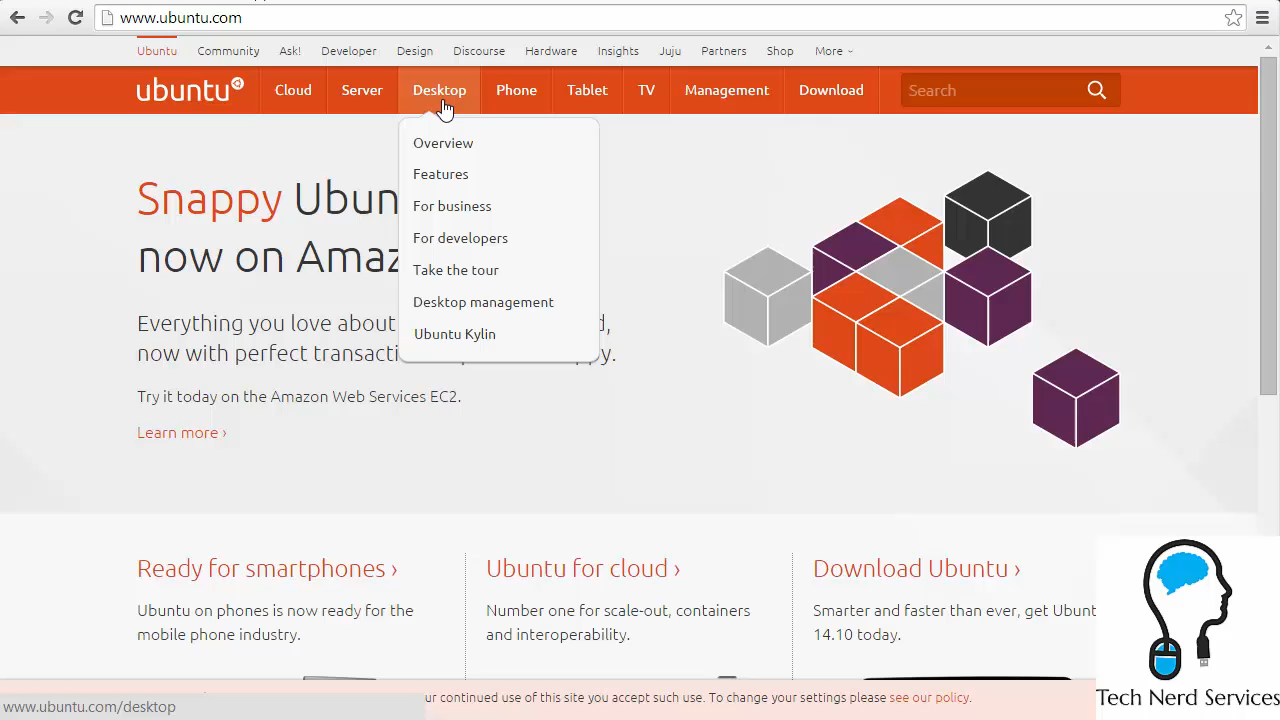 www.ubuntu.com
Ubuntu Community Ask! Developer Design Discourse Hardware Insights Juju Partners Shop More
ubuntu Cloud Server Desktop Phone Tablet TV Management Download Search
Overview
Features
For business
For developers
Take the tour
Desktop management
Ubuntu Kylin
Snappy
now on
Everything you love about
now with perfect
Try it today on the Amazon Web Services EC2.
Learn more ›
Ready for smartphones ›
Ubuntu on phones is now ready for the
mobile phone industry.
Ubuntu for cloud ›
Number one for scale-out, containers
and interoperability.
Download Ubuntu ›
Smarter and faster than ever, get
14.10 today.
continued use of this site you accept such use. To change your settings please see our policy.
www.ubuntu.com/desktop
Tech Nerd Services